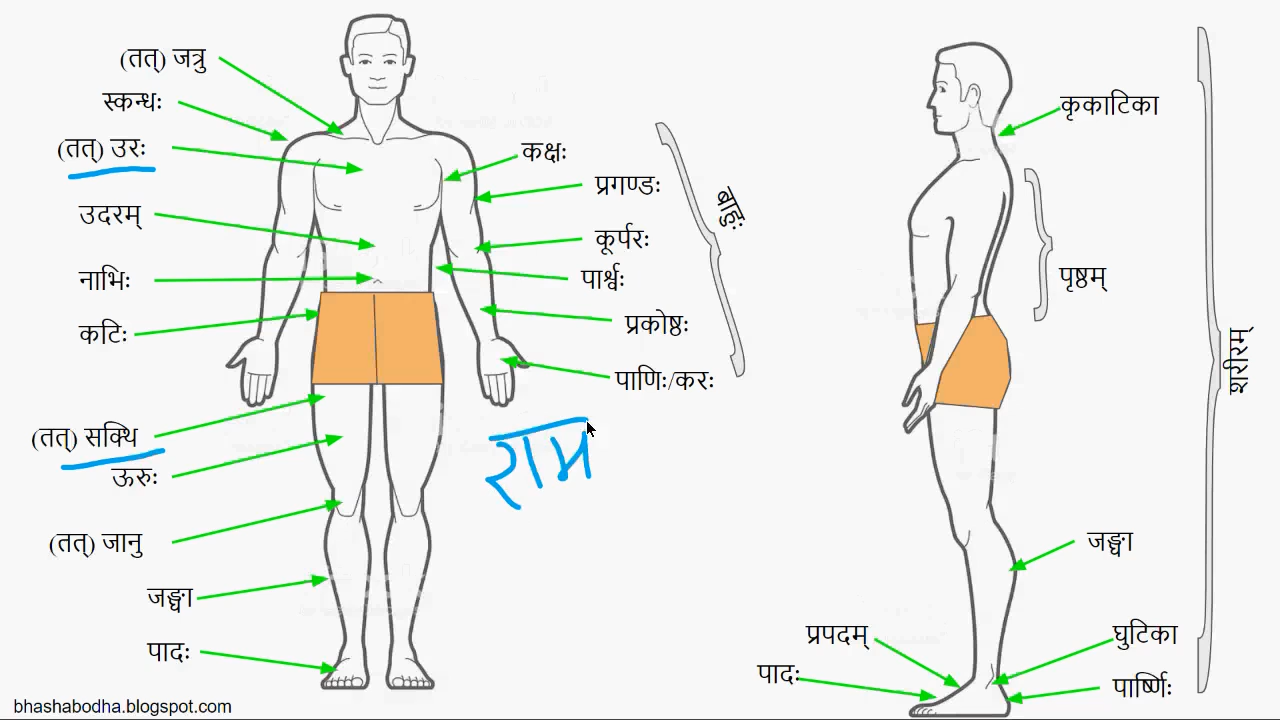 (तत्) जत्रु
स्कन्धः
(तत्) उरः
उदरम्
नाभिः
कटिः
(तत्) सक्थि
ऊरुः
(तत्) जानु
जङ्घा
पादः
कक्षः
प्रगण्डः
कूर्परः
पार्श्वः
प्रकोष्ठः
पाणिः/करः
बाहुः
राम
कृकाटिका
पृष्ठम्
शरीरम्
जङ्घा
प्रपदम्
घुटिका
पादः
पार्ष्णिः
bhashabodha.blogspot.com